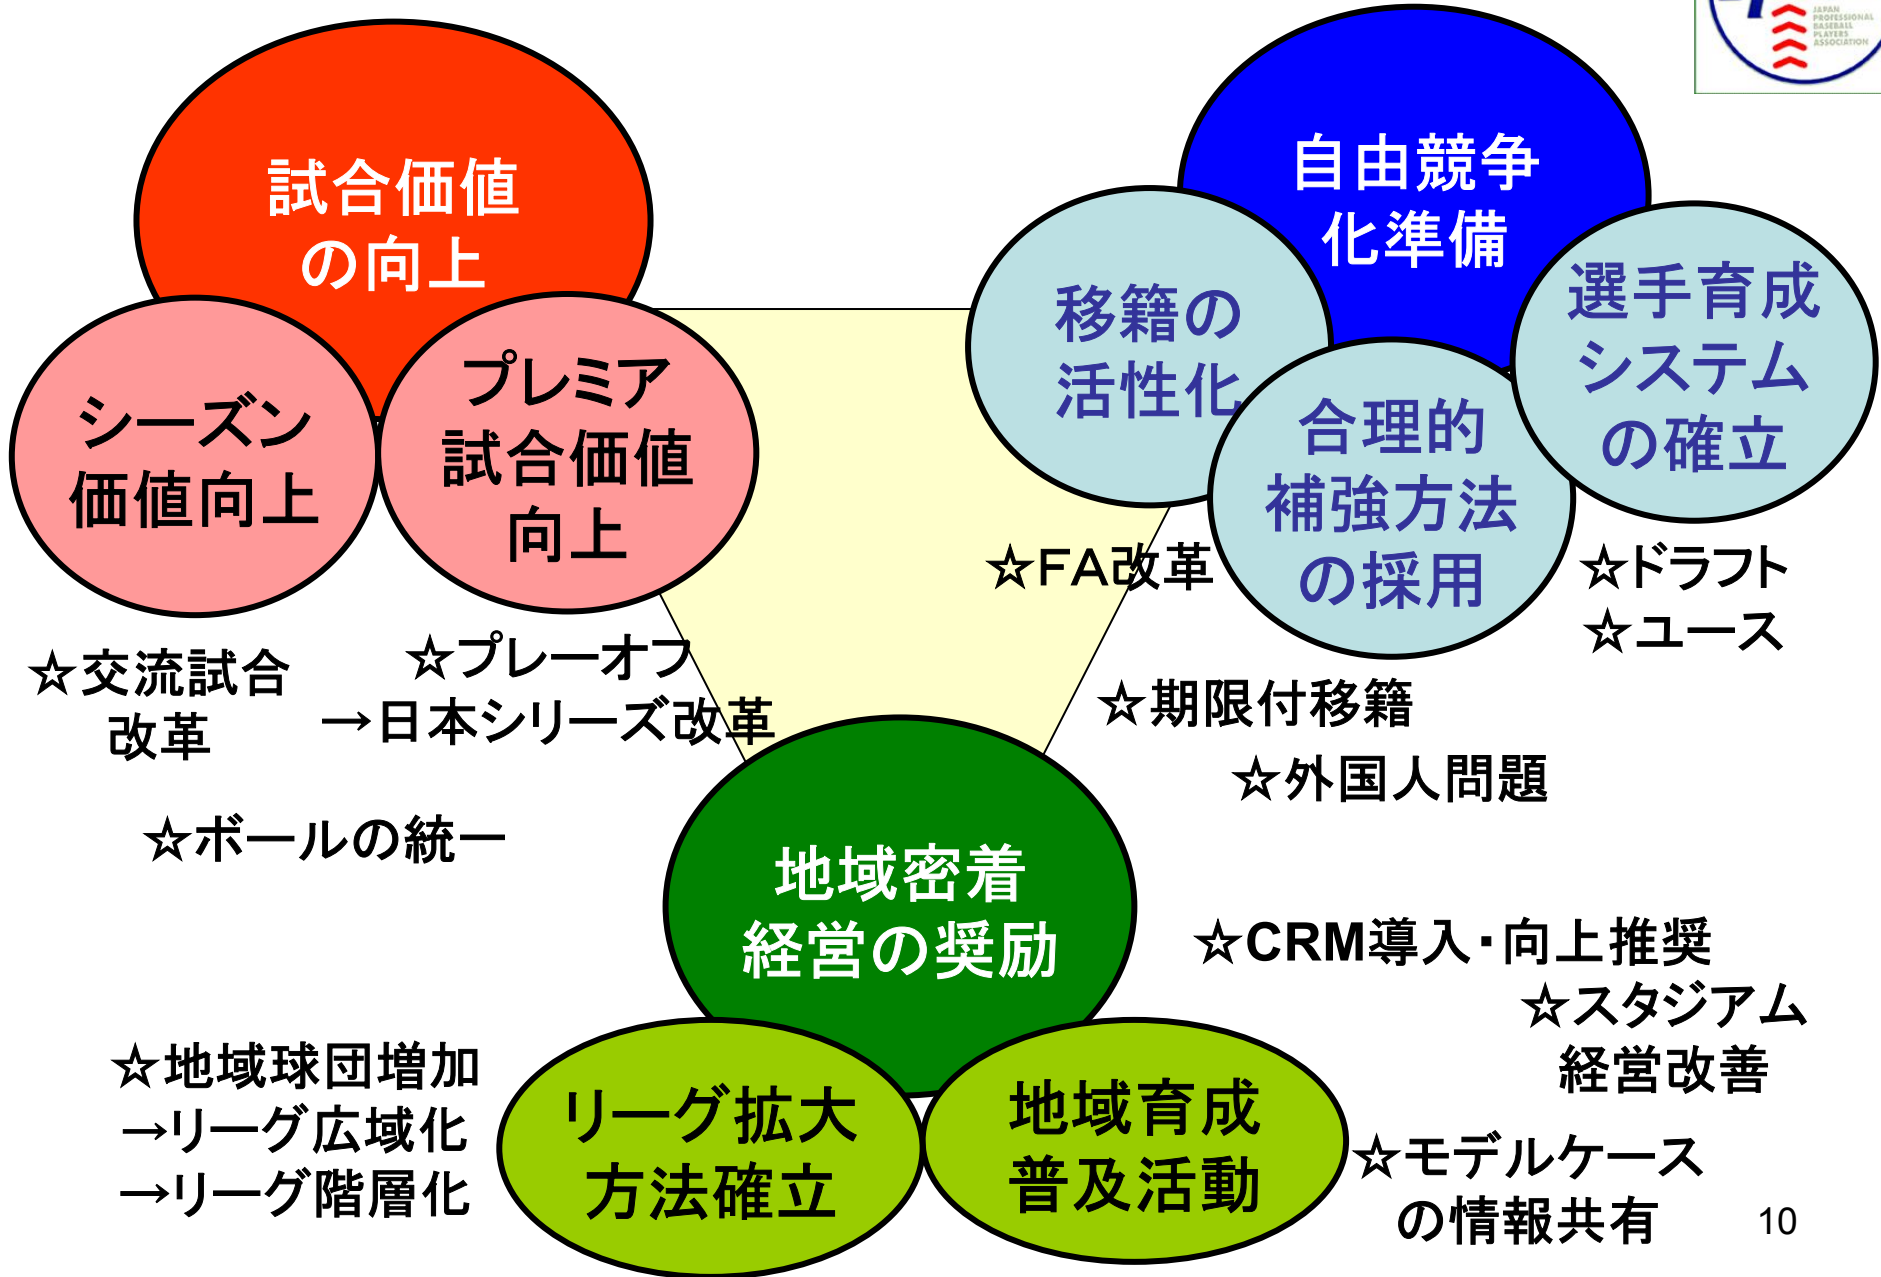 JAPAN
PROFESSIONAL
BASEBALL
PLAYERS
ASSOCIATION
試合価値
の向上
シーズン
価値向上
プレミア
試合価値
向上
☆交流試合
改革
☆プレーオフ
→日本シリーズ改革
☆ボールの統一
自由競争
化準備
移籍の
活性化
合理的
補強方法
の採用
選手育成
システム
の確立
☆FA改革
☆ドラフト
☆ユース
☆期限付移籍
☆外国人問題
地域密着
経営の奨励
リーグ拡大
方法確立
地域育成
普及活動
☆地域球団増加
→リーグ広域化
→リーグ階層化
☆CRM導入・向上推奨
☆スタジアム
経営改善
☆モデルケース
の情報共有
10